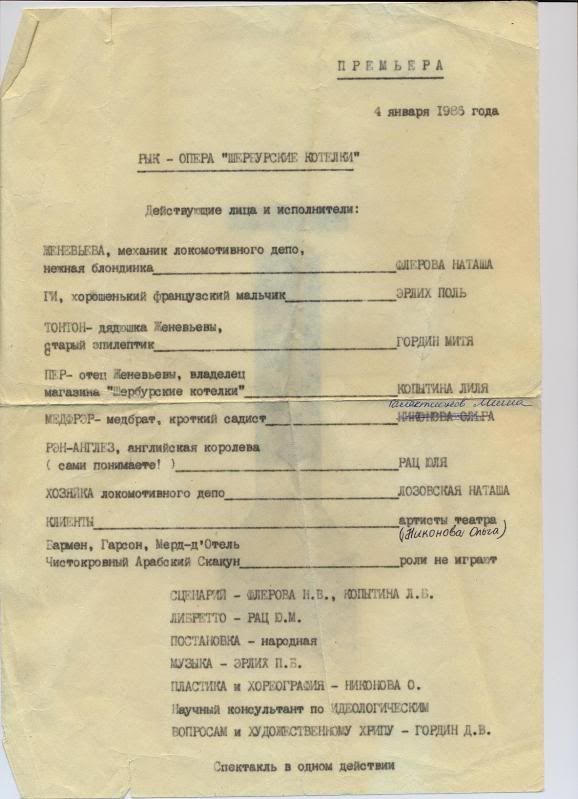 ПРЕМЬЕРА
4 января 1986 года
РЫК - ОПЕРА "ШЕРБУРСКИЕ КОТЕЛКИ"
Действующие лица и исполнители:
ЖЕНЕВЬЕВА, механик локомотивного депо,
нежная блондинка ФЛЕРОВА НАТАША
ГИ, хорошенький французский мальчик ЭРЛИХ ПОЛЬ
ТОНТОН- дядюшка Женевьевы,
старый эпилептик ГОРДИН МИТЯ
ПЕР- отец Женевьевы, владелец
магазина "Шербурские котелки" КОПЫТИНА ЛИЛЯ
Миша
МЕДФРЭР- медбрат, кроткий садист НИКОНОВА
РЭН-АНГЛЕЗ, английская королева
( сами понимаете! ) РАЦ ЮЛЯ
ХОЗЯЙКА локомотивного депо ЛОЗОВСКАЯ НАТАША
КЛИЕНТЫ артисты театра
(Никонова Ольга)
Бармен, Гарсон, Мерд-д'Отель
Чистокровный Арабский Скакун роли не играют
СЦЕНАРИЙ - ФЛЕРОВА Н.В., КОПЫТИНА Л.Б.
ЛИБРЕТТО - РАЦ Ю.М.
ПОСТАНОВКА - народная
МУЗЫКА - ЭРЛИХ П.Б.
ПЛАСТИКА и ХОРЕОГРАФИЯ - НИКОНОВА О.
Научный консультант по ИДЕОЛОГИЧЕСКИМ
ВОПРОСАМ и ХУДОЖЕСТВЕННОМУ ХРИПУ - ГОРДИН Д.В.
Спектакль в одном действии